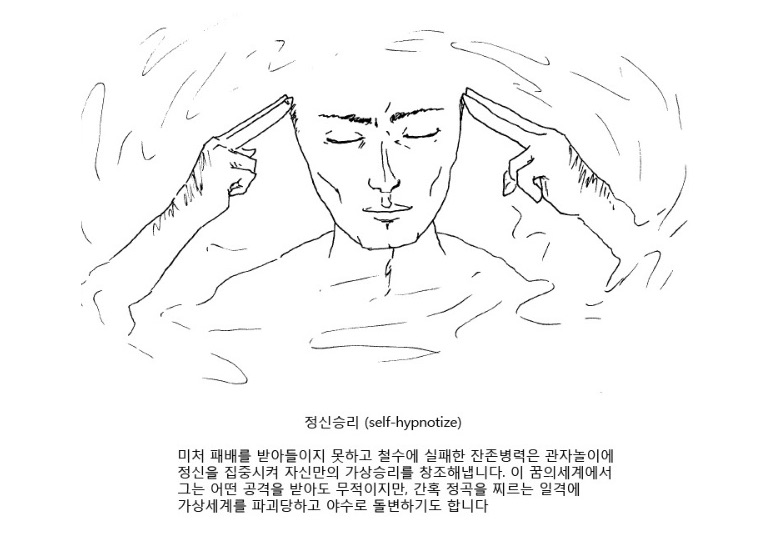 정신승리 (self-hypnotize)
미처 패배를 받아들이지 못하고 철수에 실패한 잔존병력은 관자놀이에
정신을 집중시켜 자신만의 가상승리를 창조해냅니다. 이 꿈의세계에서
그는 어떤 공격을 받아도 무적이지만, 간혹 정곡을 찌르는 일격에
가상세계를 파괴당하고 야수로 돌변하기도 합니다